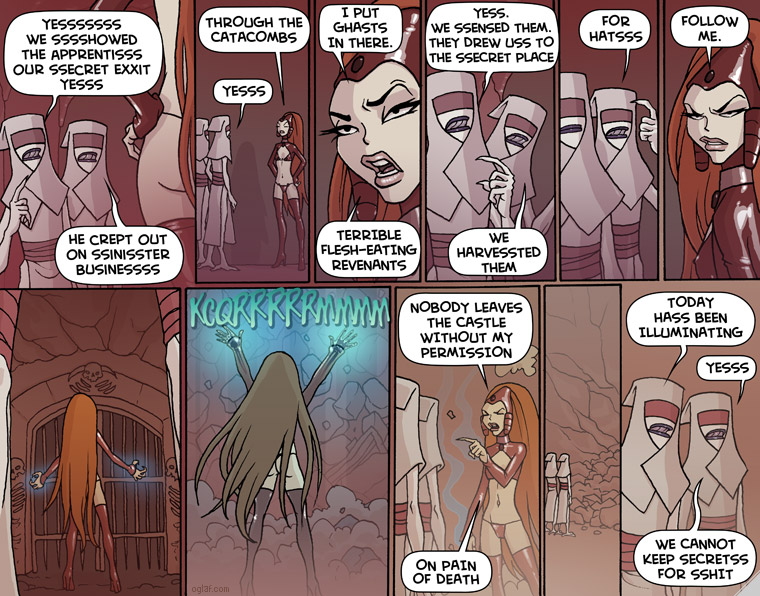 YESSSSSSS
WE SSSSHOWED
THE APPRENTISSS
OUR SSECRET EXXIT
YESSS
HE CREPT OUT
ON SSINISSTER
BUSINESSSS
THROUGH THE
CATACOMBS
YESSS
I PUT
GHASTS
IN THERE.
TERRIBLE
FLESH-EATING
REVENANTS
YES.
WE SSENSED THEM.
THEY DREW USS TO
THE SSECRET PLACE
WE
HARVESSTED
THEM
FOR
HATSSS
FOLLOW
ME.
KGGRRRRRRMMMM
oglaf.com
NOBODY LEAVES
THE CASTLE
WITHOUT MY
PERMISSION
ON PAIN
OF DEATH
TODAY
HASS BEEN
ILLUMINATING
YESSS
WE CANNOT
KEEP SECRETSS
FOR SSHIT